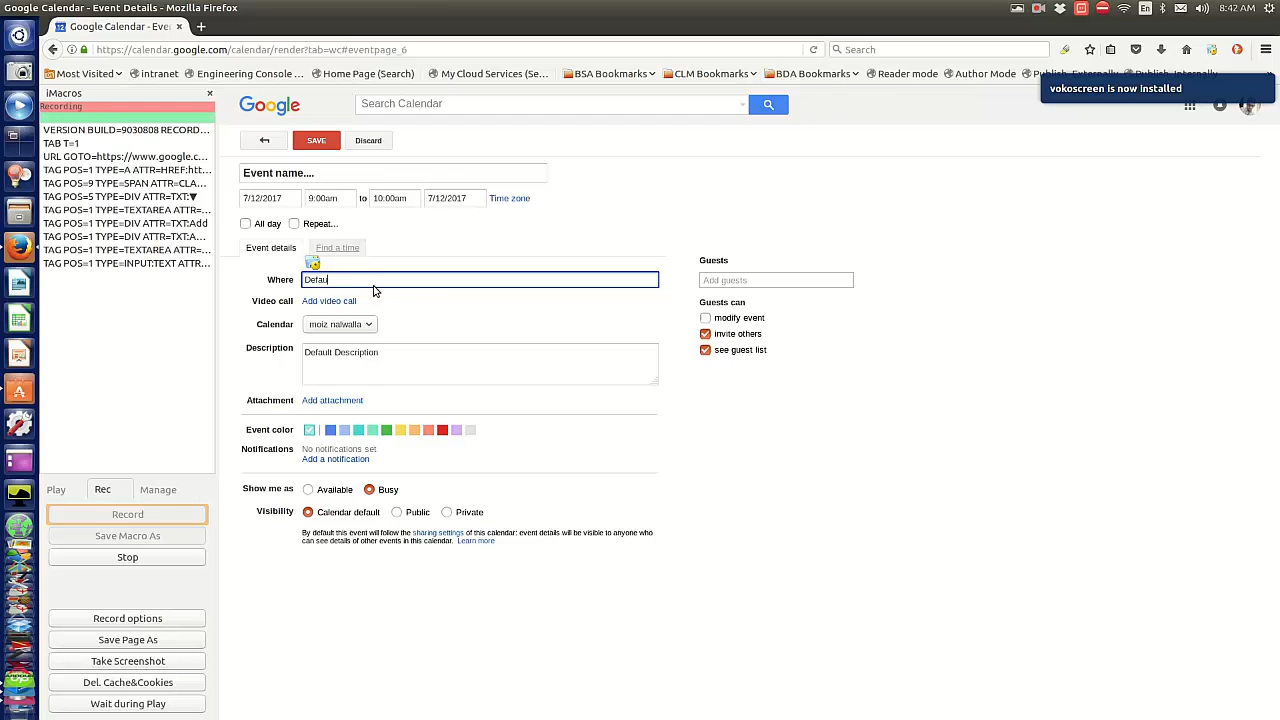 Google Calendar - Event Details - Mozilla Firefox
En
8:42 AM
12 Google Calendar - Eve
https://calendar.google.com/calendar/render?tab=wc#eventpage_6
Search
Most Visited
intranet
Engineering Console ...
Home Page (Search)
My Cloud Services (Se...
BSA Bookmarks
CLM Bookmarks
BDA Bookmarks
Reader mode
Author Mode
Publish_Externally
Publish_Internally
vokoscreen is now installed
iMacros
Recording
VERSION BUILD=9030808 RECORD...
TAB T=1
URL GOTO=https://www.google.c...
TAG POS=1 TYPE=A ATTR=HREF:htt...
TAG POS=9 TYPE=SPAN ATTR=CLA...
TAG POS=5 TYPE=DIV ATTR=TXT:▼
TAG POS=1 TYPE=TEXTAREA ATTR=...
TAG POS=1 TYPE=DIV ATTR=TXT:Add
TAG POS=1 TYPE=DIV ATTR=TXT:A...
TAG POS=1 TYPE=TEXTAREA ATTR=...
TAG POS=1 TYPE=INPUT:TEXT ATTR...
Play
Rec
Manage
Record
Save Macro As
Stop
Record options
Save Page As
Take Screenshot
Del. Cache&Cookies
Wait during Play
Google
Search Calendar
SAVE
Discard
Event name....
7/12/2017 9:00am to 10:00am 7/12/2017 Time zone
All day Repeat...
Event details Find a time
Where Defau
Video call Add video call
Calendar moiz nalwalla
Description Default Description
Attachment Add attachment
Event color
Notifications No notifications set
Add a notification
Show me as Available Busy
Visibility Calendar default Public Private
By default this event will follow the sharing settings of this calendar: event details will be visible to anyone who
can see details of other events in this calendar. Learn more
Guests
Add guests
Guests can
modify event
invite others
see guest list